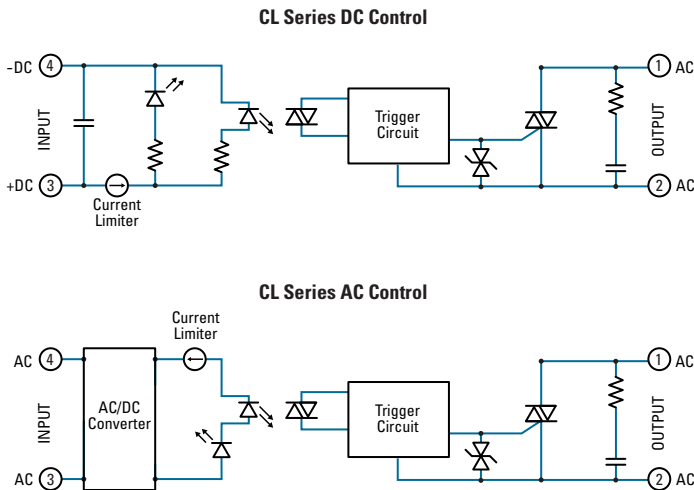 CL Series DC Control
-DC 4
INPUT
+DC 3
Current
Limiter
Trigger
Circuit
1 AC
OUTPUT
2 AC
CL Series AC Control
Current
Limiter
AC 4
INPUT
AC 3
AC/DC
Converter
Trigger
Circuit
1 AC
OUTPUT
2 AC